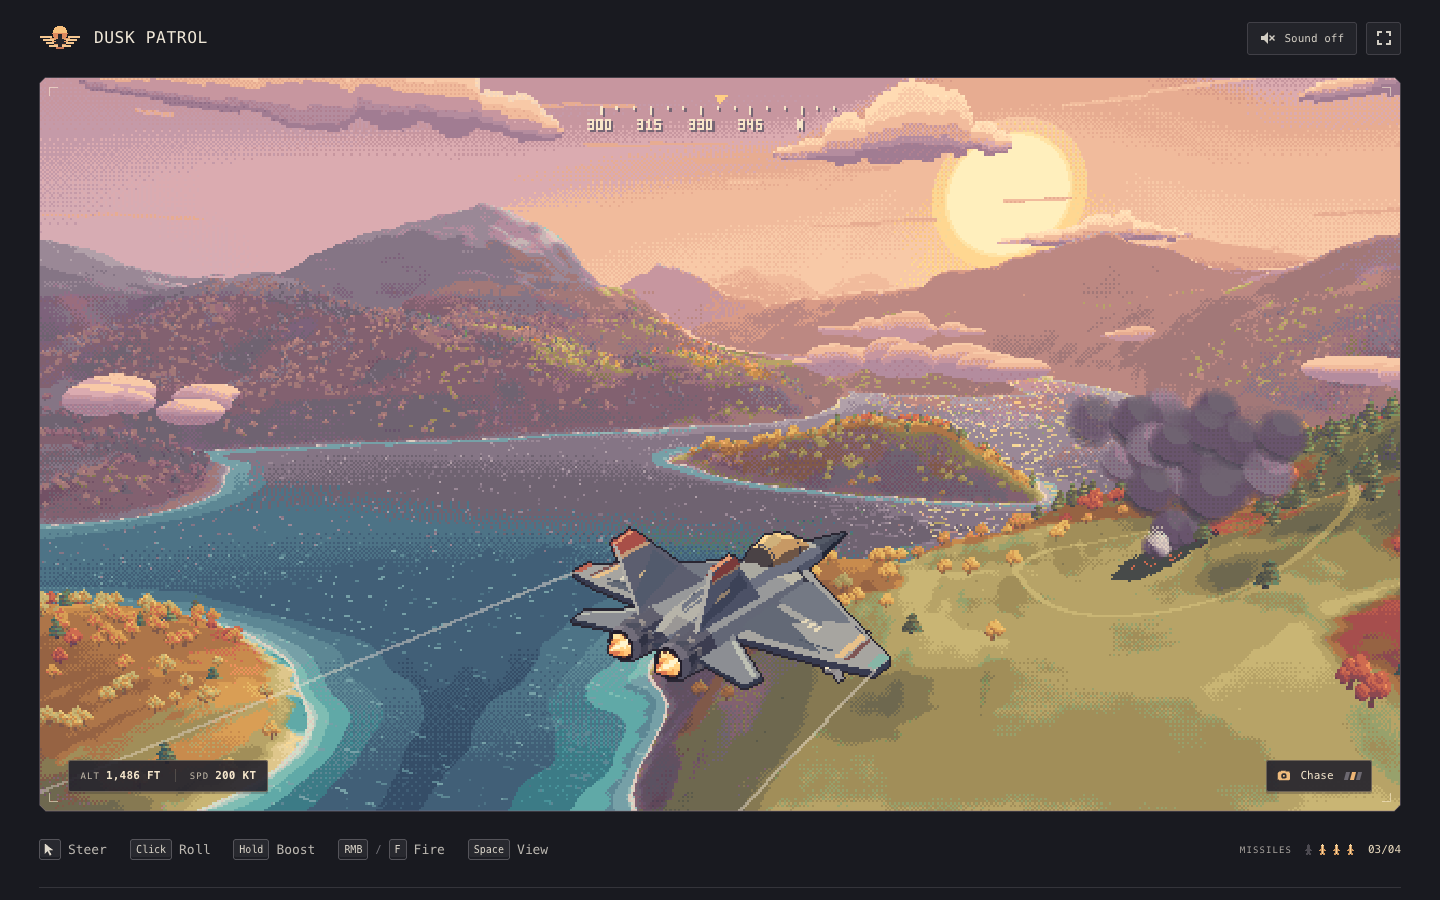 DUSK PATROL
Sound off
300 315 330 345 N
ALT 1,486 FT SPD 200 KT
Chase
Steer Click Roll Hold Boost RMB / F Fire Space View
MISSILES 03/04